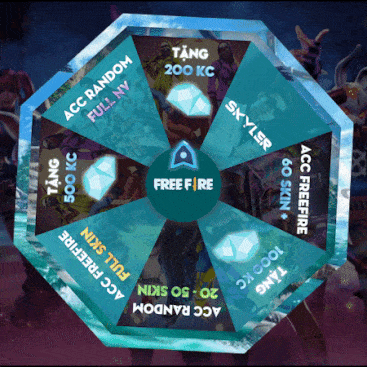 TẶNG
200 KC
SKYLER
ACC FREEFIRE
60 SKIN +
TẶNG
1000 KC
ACC RANDOM
20 - 50 SKIN
ACC FREEFIRE
FULL SKIN
TẶNG
500 KC
ACC RANDOM
FULL NV
FREE FIRE